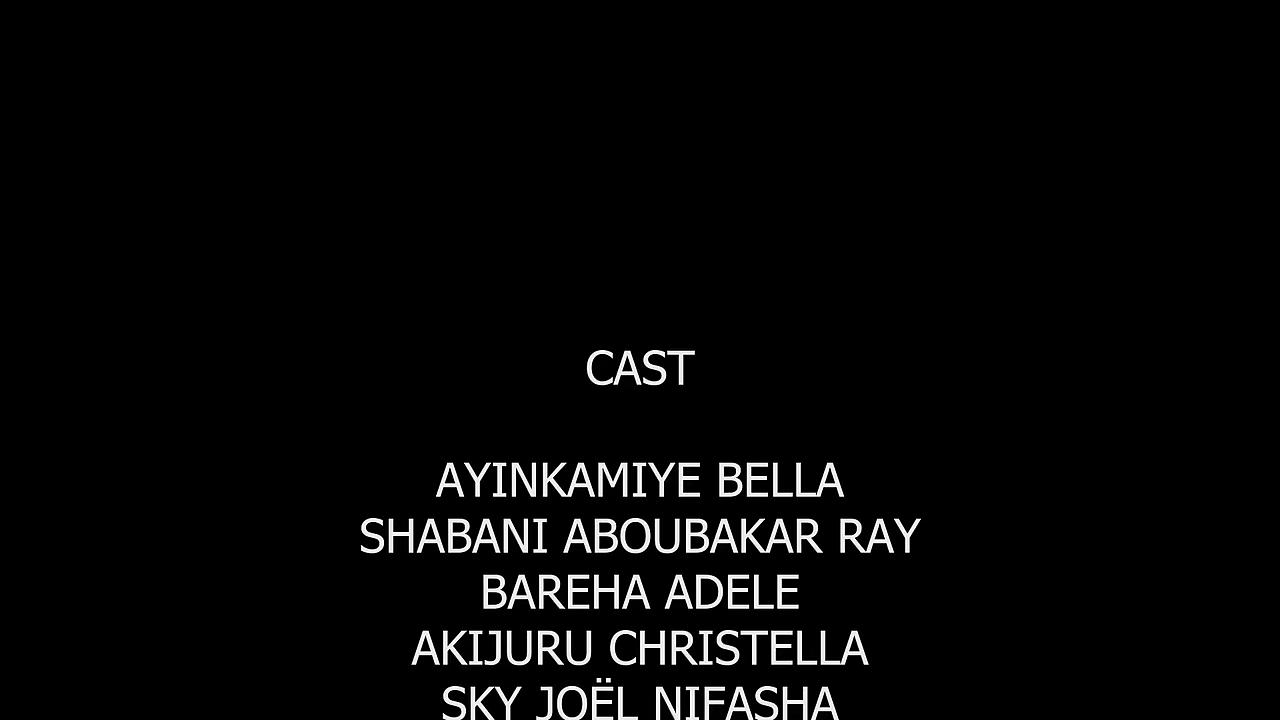 CAST
AYINKAMIYE BELLA
SHABANI ABOUBAKAR RAY
BAREHA ADELE
AKIJURU CHRISTELLA
SKY JOËL NIFASHA